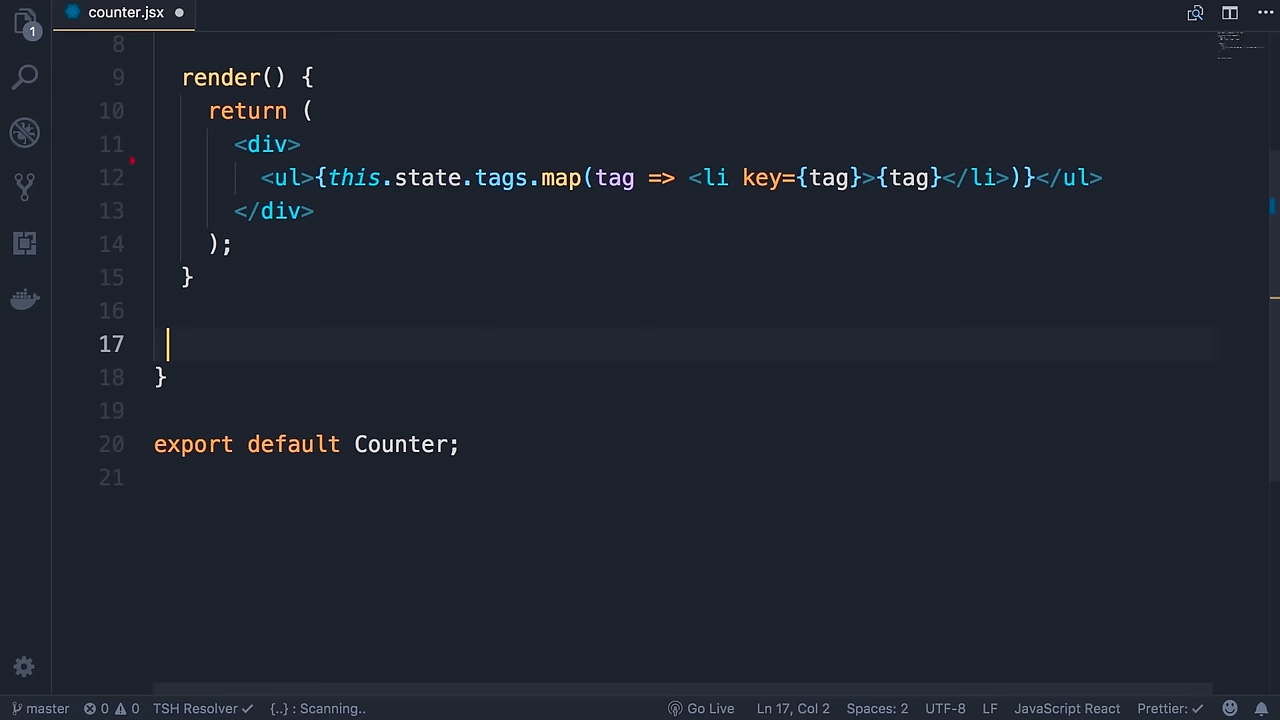 counter.jsx
1
8
9 render() {
10 return (
11 <div>
12 <ul>{this.state.tags.map(tag => <li key={tag}>{tag}</li>)}</ul>
13 </div>
14 );
15 }
16
17
18 }
19
20 export default Counter;
21
master 0 0 TSH Resolver {..} : Scanning.. Go Live Ln 17, Col 2 Spaces: 2 UTF-8 LF JavaScript React Prettier: ✓